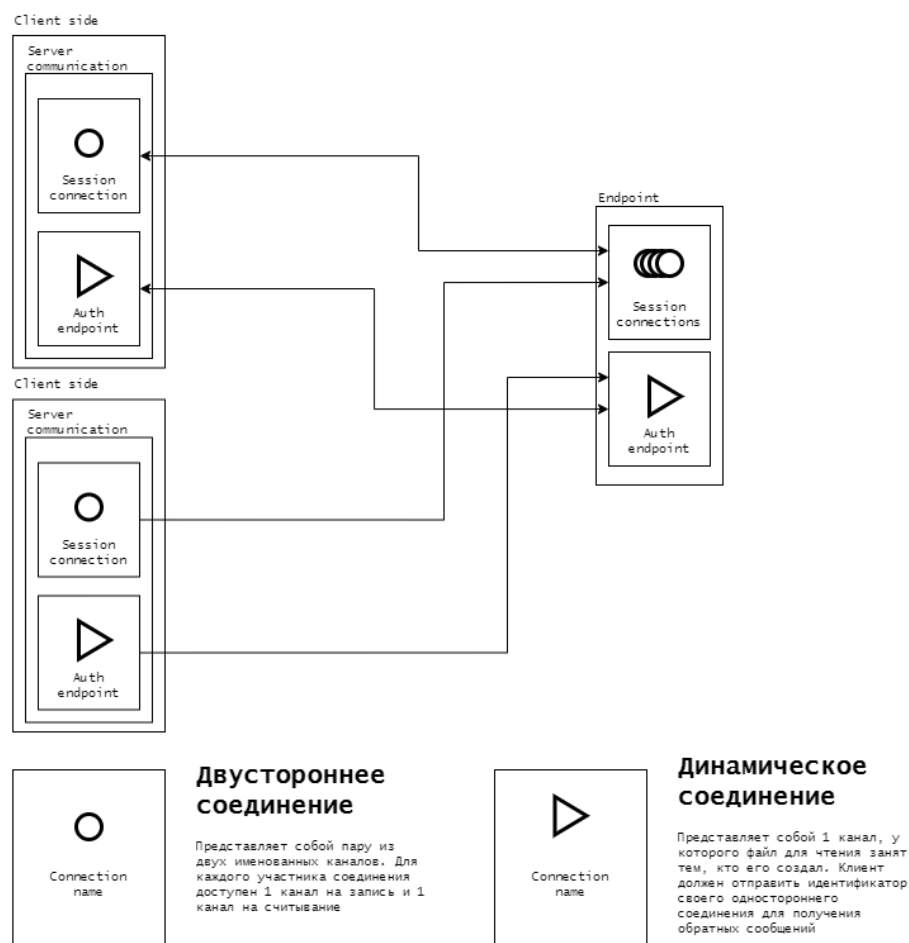 Client side
Server
communication
Session
connection
Auth
endpoint
Endpoint
Session
connections
Auth
endpoint
Client side
Server
communication
Session
connection
Auth
endpoint
Connection
name
Двустороннее
соединение
Представляет собой пару из
двух именованных каналов. Для
каждого участника соединения
доступен 1 канал на запись и 1
канал на считывание
Connection
name
Динамическое
соединение
Представляет собой 1 канал, у
которого файл для чтения занят
тем, кто его создал. Клиент
должен отправить идентификатор
своего одностороннего
соединения для получения
обратных сообщений